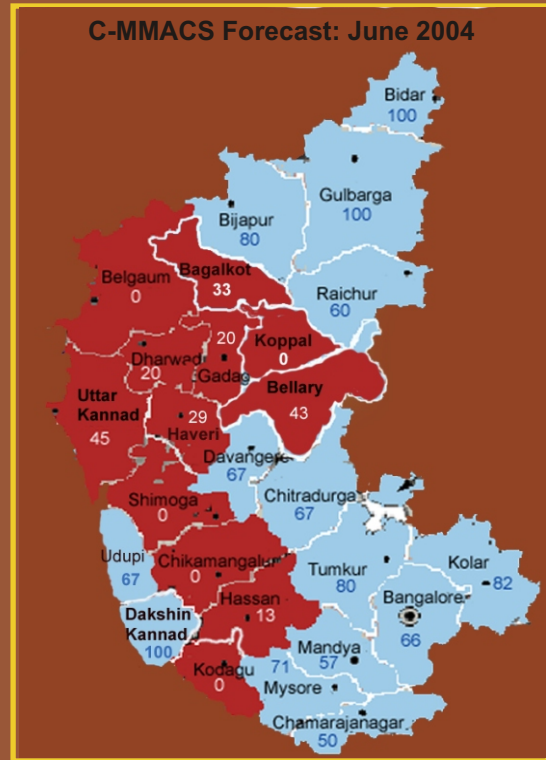 C-MMACS Forecast: June 2004
Bidar
100
Gulbarga
100
Bijapur
80
Bagalkot
33
Belgaum
0
Raichur
60
20
Koppal
0
Dharwad
20
Gadag
Bellary
43
Uttar
Kannad
45
29
Haveri
Davangere
67
Chitradurga
67
Shimoga
0
Udupi
67
Chikamangalur
0
Tumkur
80
Kolar
82
Bangalore
66
Hassan
13
Dakshin
Kannad
100
Mandya
57
71
Mysore
Kodagu
0
Chamarajanagar
50